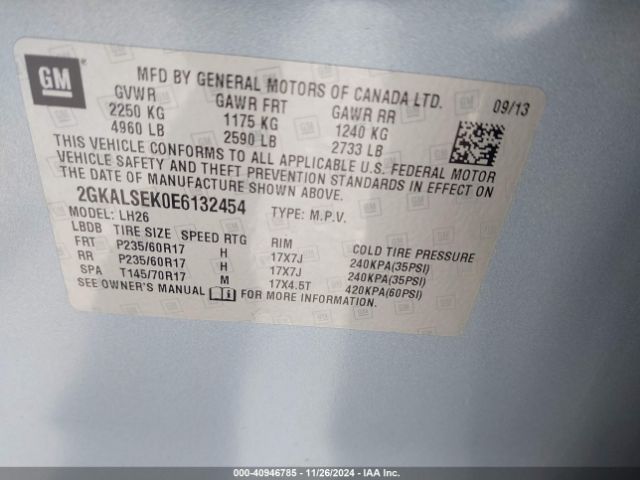 GM
MFD BY GENERAL MOTORS OF CANADA LTD.
GVWR GAWR FRT GAWR RR 09/13
2250 KG 1175 KG 1240 KG
4960 LB 2590 LB 2733 LB
THIS VEHICLE CONFORMS TO ALL APPLICABLE U.S. FEDERAL MOTOR
VEHICLE SAFETY AND THEFT PREVENTION STANDARDS IN EFFECT ON
THE DATE OF MANUFACTURE SHOWN ABOVE.
2GKALSEK0E6132454 TYPE: M.P.V.
MODEL: LH26
LBDB TIRE SIZE SPEED RTG RIM COLD TIRE PRESSURE
FRT P235/60R17 H 17X7J 240KPA(35PSI)
RR P235/60R17 H 17X7J 240KPA(35PSI)
SPA T145/70R17 M 17X4.5T 420KPA(60PSI)
SEE OWNER'S MANUAL FOR MORE INFORMATION.
000-40946785 - 11/26/2024 - IAA Inc.